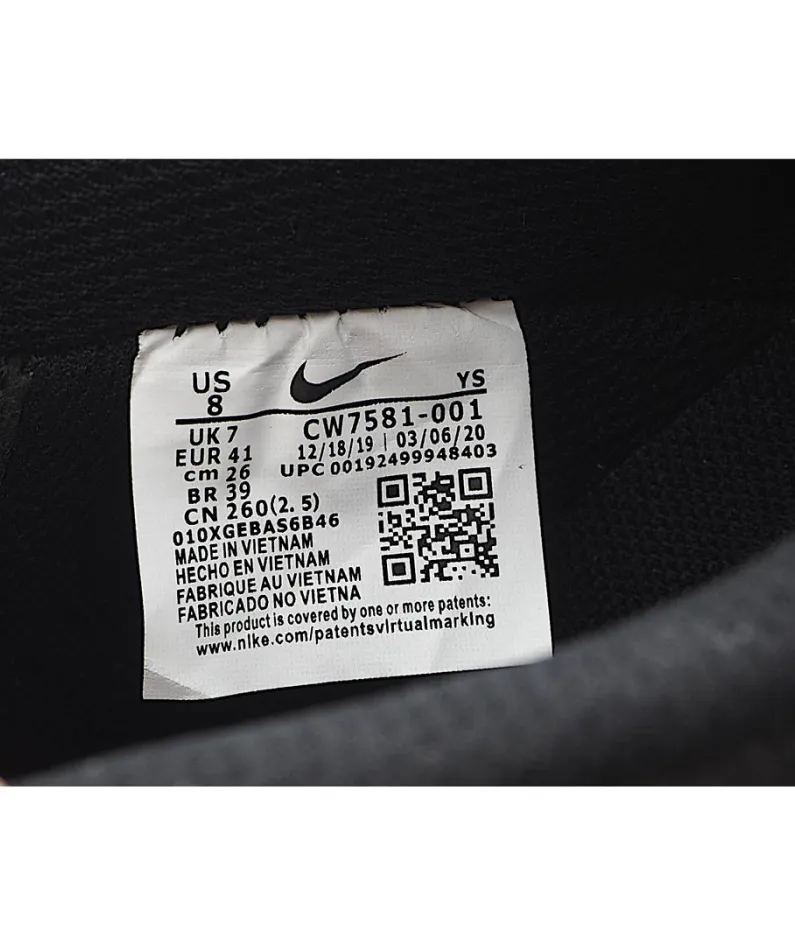 US YS
8
UK 7 CW7581-001
EUR 41 12/18/19 | 03/06/20
cm 26 UPC 00192499948403
BR 39
CN 260(2.5)
010XGEBAS6B46
MADE IN VIETNAM
HECHO EN VIETNAM
FABRIQUE AU VIETNAM
FABRICADO NO VIETNA
This product is covered by one or more patents:
www.nike.com/patentsvirtualmarking